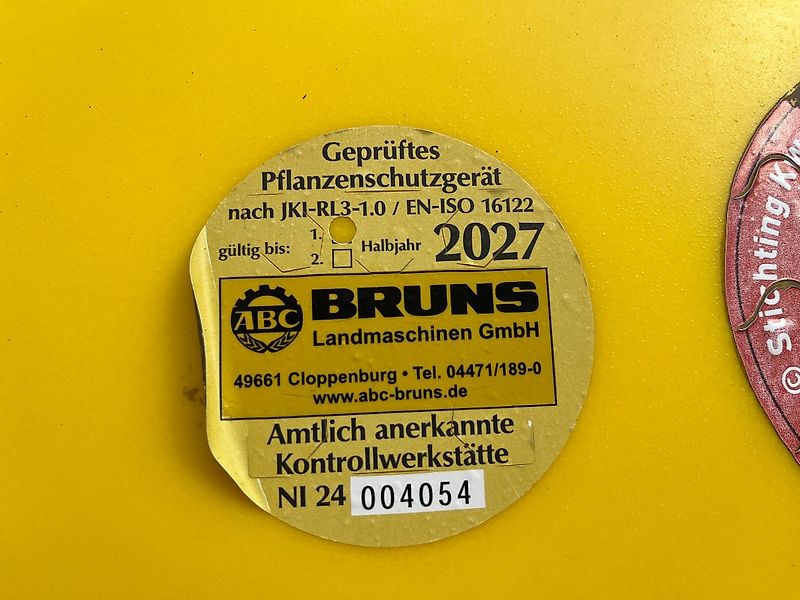 Geprüftes
Pflanzenschutzgerät
nach JKI-RL3-1.0 / EN-ISO 16122
gültig bis: 1. 2. Halbjahr 2027
ABC BRUNS
Landmaschinen GmbH
49661 Cloppenburg • Tel. 04471/189-0
www.abc-bruns.de
Amtlich anerkannte
Kontrollwerkstätte
NI 24 004054
© Stichting